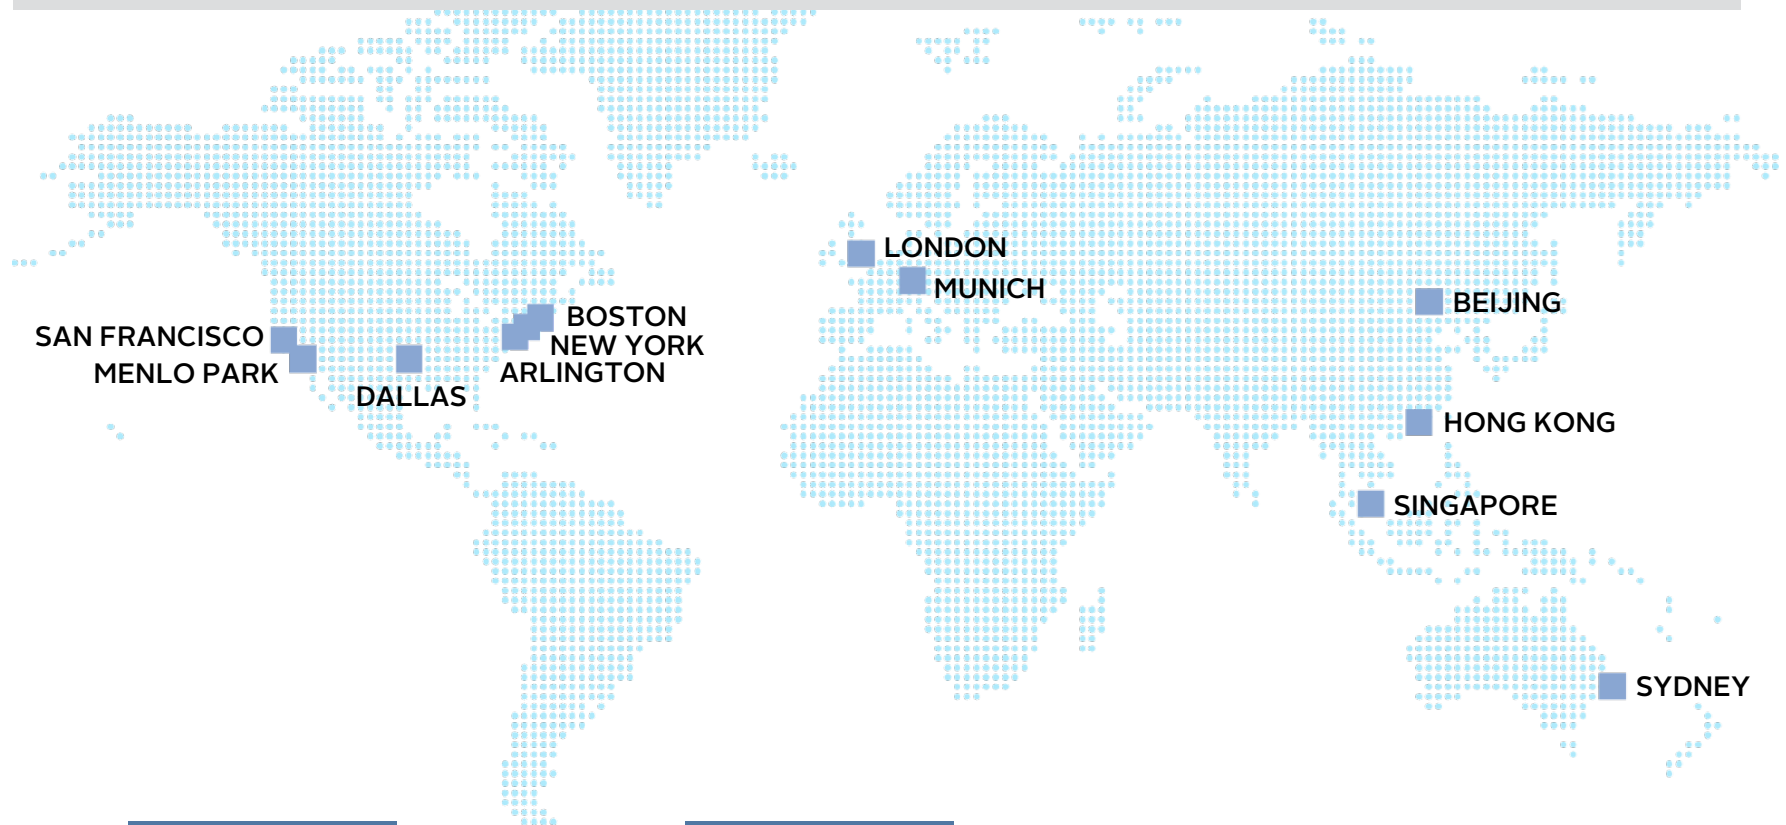 LONDON
MUNICH
BEIJING
BOSTON
SAN FRANCISCO
NEW YORK
MENLO PARK
ARLINGTON
DALLAS
HONG KONG
SINGAPORE
SYDNEY